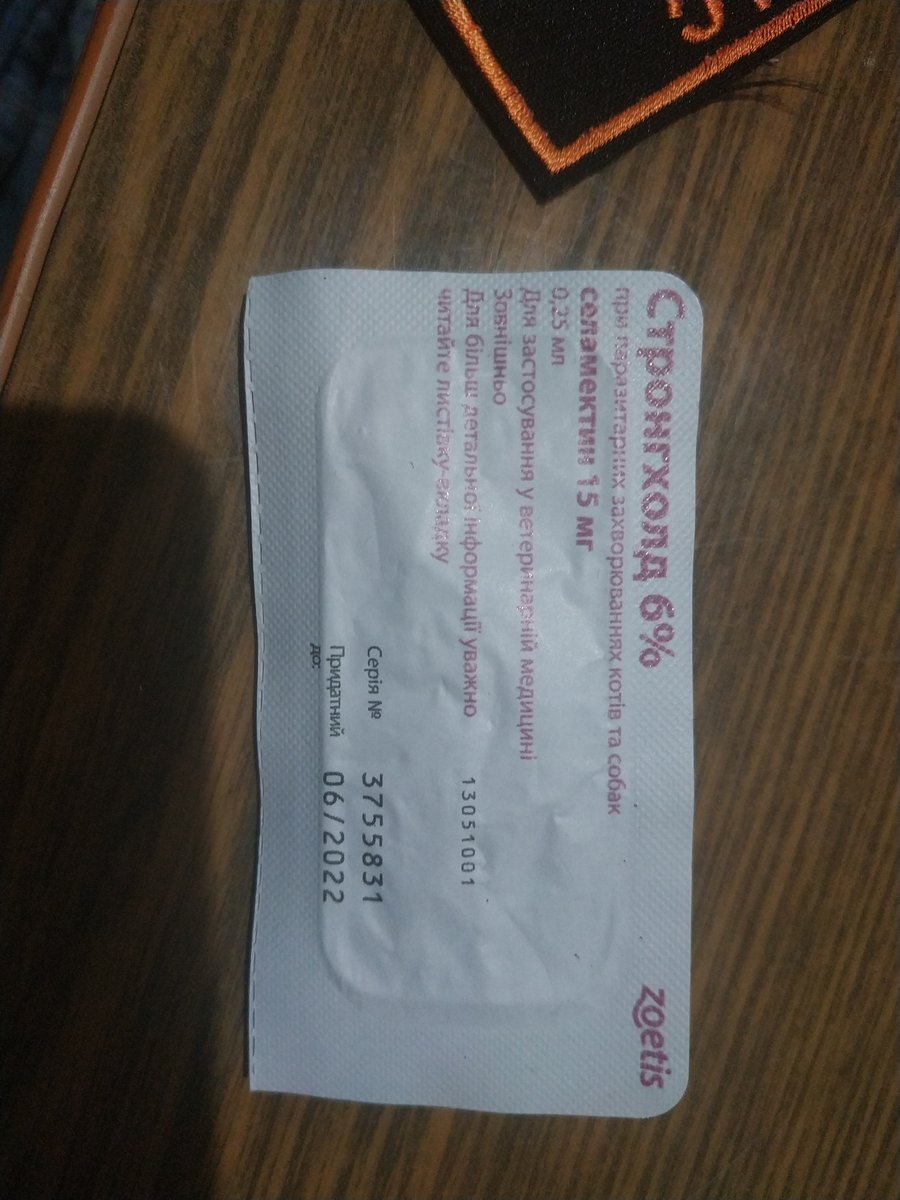 Стронгхолд 6%
при паразитарних захворюваннях котів та собак
селамектин 15 мг
0,25 мл
Для застосування у ветеринарній медицині
Зовнішньо
Для більш детальної інформації уважно
читайте листівку-вкладку
13051001
Серія № 3755831
Придатний 06/2022
до:
zoetis